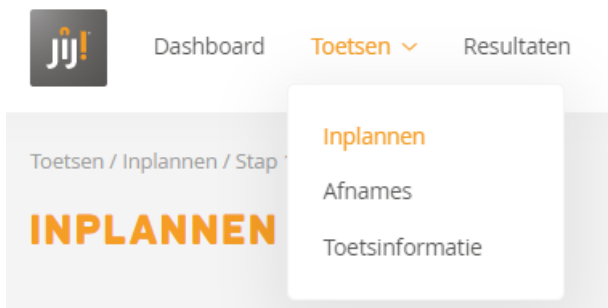 jij!
Dashboard Toetsen Resultaten
Inplannen
Afnames
Toetsinformatie
Toetsen / Inplannen / Stap
INPLANNEN